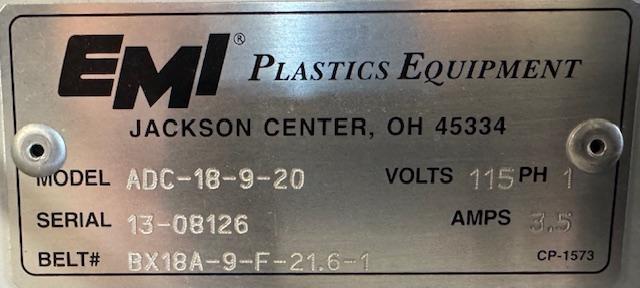 EMI® PLASTICS EQUIPMENT
JACKSON CENTER, OH 45334
MODEL ADC-18-9-20 VOLTS 115 PH 1
SERIAL 13-08126 AMPS 3.5
BELT# BX18A-9-F-21.6-1 CP-1573